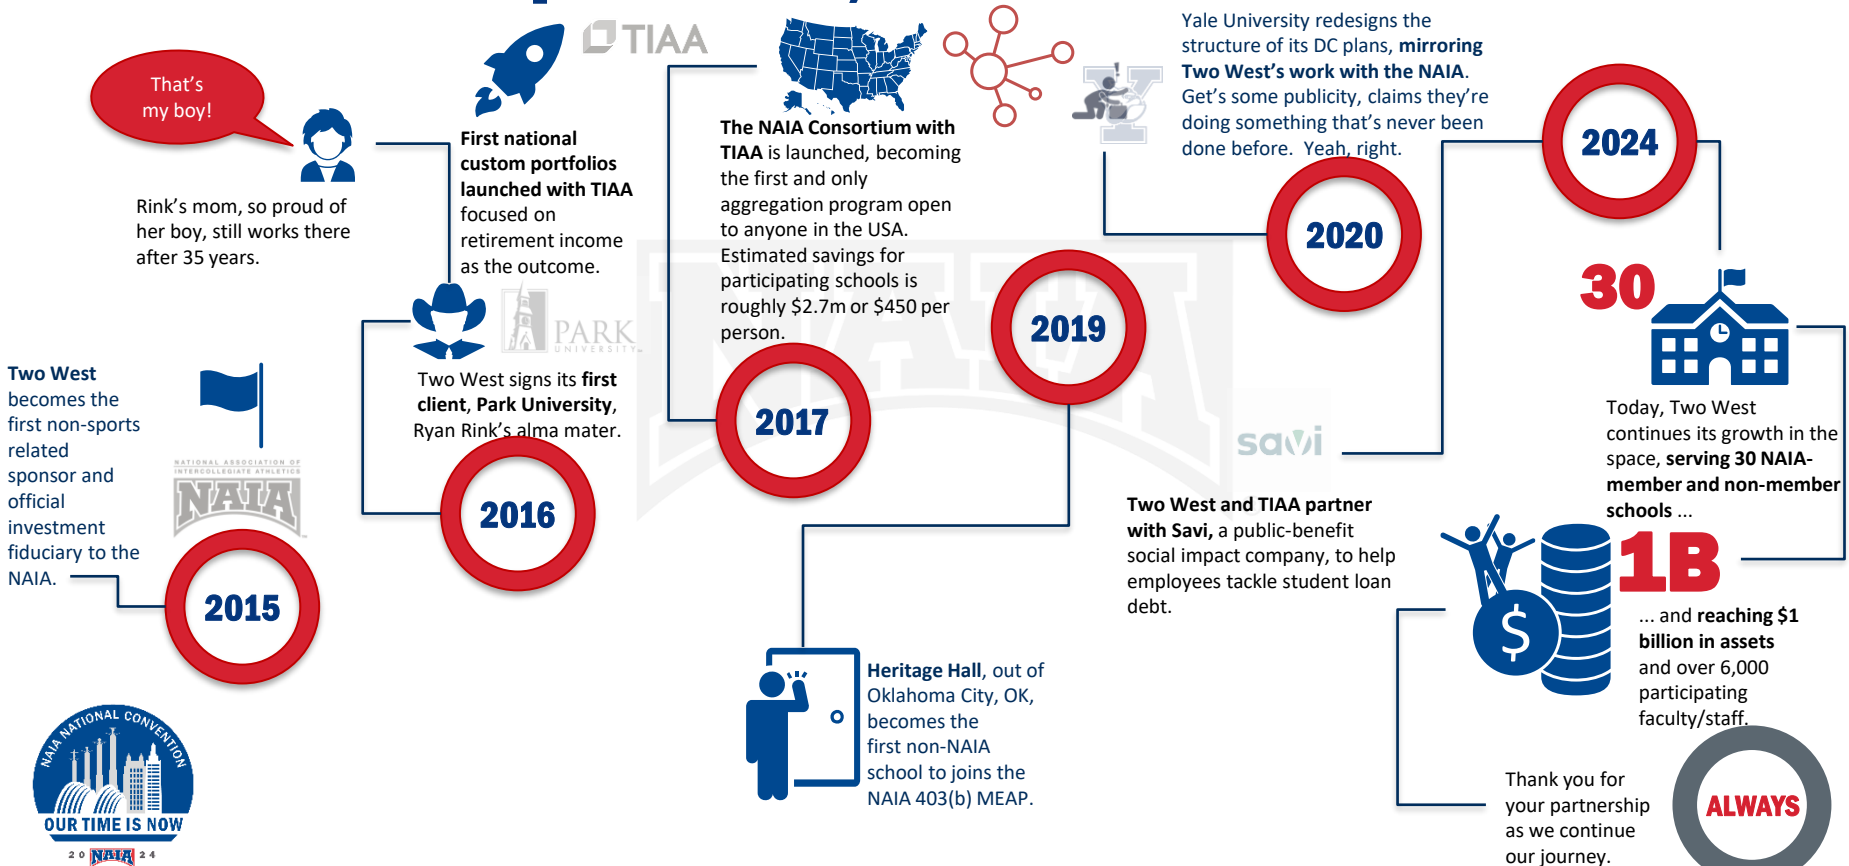 That's
my boy!
Rink's mom, so proud of
her boy, still works there
after 35 years.
TIAA
First national
custom portfolios
launched with TIAA
focused on
retirement income
as the outcome.
PARK
UNIVERSITY
Two West signs its first
client, Park University,
Ryan Rink's alma mater.
2016
Two West
becomes the
first non-sports
related
sponsor and
official
investment
fiduciary to the
NAIA.
NATIONAL ASSOCIATION OF
INTERCOLLEGIATE ATHLETICS
NAIA
2015
The NAIA Consortium with
TIAA is launched, becoming
the first and only
aggregation program open
to anyone in the USA.
Estimated savings for
participating schools is
roughly $2.7m or $450 per
person.
2017
NAIA
2019
Heritage Hall, out of
Oklahoma City, OK,
becomes the
first non-NAIA
school to joins the
NAIA 403(b) MEAP.
Y
Yale University redesigns the
structure of its DC plans, mirroring
Two West's work with the NAIA.
Get's some publicity, claims they're
doing something that's never been
done before.  Yeah, right.
2020
savi
Two West and TIAA partner
with Savi, a public-benefit
social impact company, to help
employees tackle student loan
debt.
2024
30
Today, Two West
continues its growth in the
space, serving 30 NAIA-
member and non-member
schools ...
$
1B
... and reaching $1
billion in assets
and over 6,000
participating
faculty/staff.
Thank you for
your partnership
as we continue
our journey.
ALWAYS
NAIA NATIONAL CONVENTION
OUR TIME IS NOW
20 NAIA 24